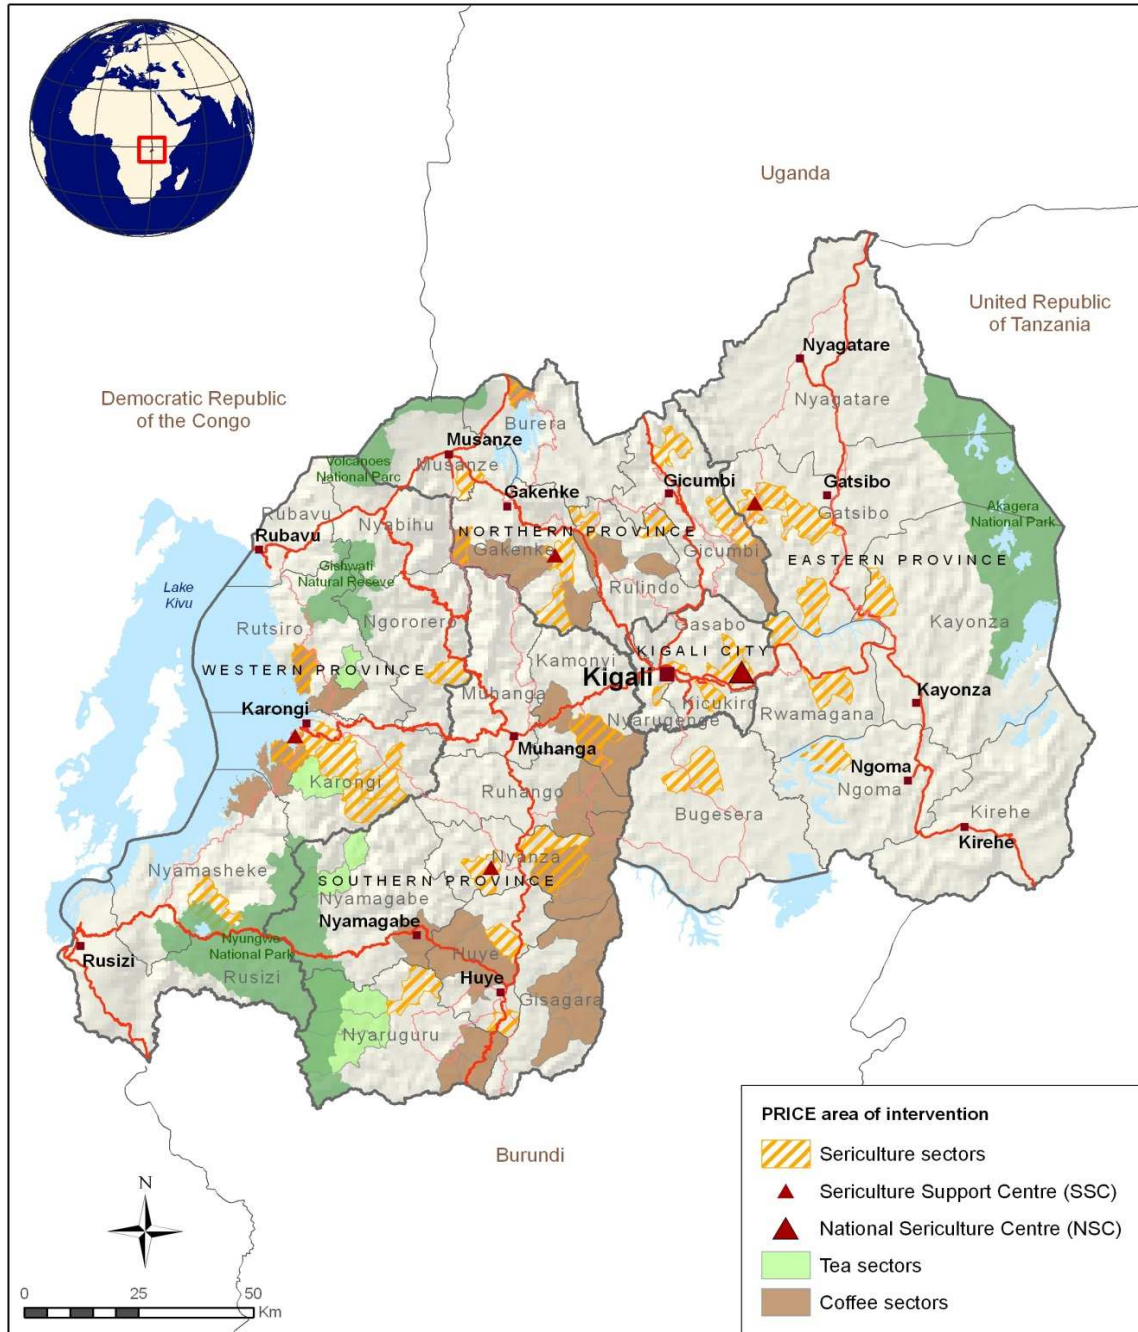 Uganda
United Republic
of Tanzania
Nyagatare
Nyagatare
Democratic Republic
of the Congo
Burera
Musanze
Musanze
Volcanoes
National Parc
Gakenke
Gicumbi
Gatsibo
Gatsibo
Akagera
National Park
Rubavu
Nyabihu
Rubavu
NORTHERN PROVINCE
Gakenke
Gicumbi
EASTERN PROVINCE
Gishwati
Natural Reseve
Lake
Kivu
Rulindo
Rutsiro
Ngororero
Gasabo
Kayonza
WESTERN PROVINCE
Kamonyi
KIGALI CITY
Kigali
Muhanga
Kicukiro
Nyarugenge
Rwamagana
Kayonza
Karongi
Muhanga
Karongi
Ruhango
Bugesera
Ngoma
Ngoma
Kirehe
Kirehe
Nyamasheke
Nyanza
SOUTHERN PROVINCE
Nyamagabe
Nyamagabe
Nyungwe
National Park
Rusizi
Rusizi
Huye
Huye
Gisagara
Nyaruguru
Burundi
N
0 25 50
Km
PRICE area of intervention
Sericulture sectors
Sericulture Support Centre (SSC)
National Sericulture Centre (NSC)
Tea sectors
Coffee sectors